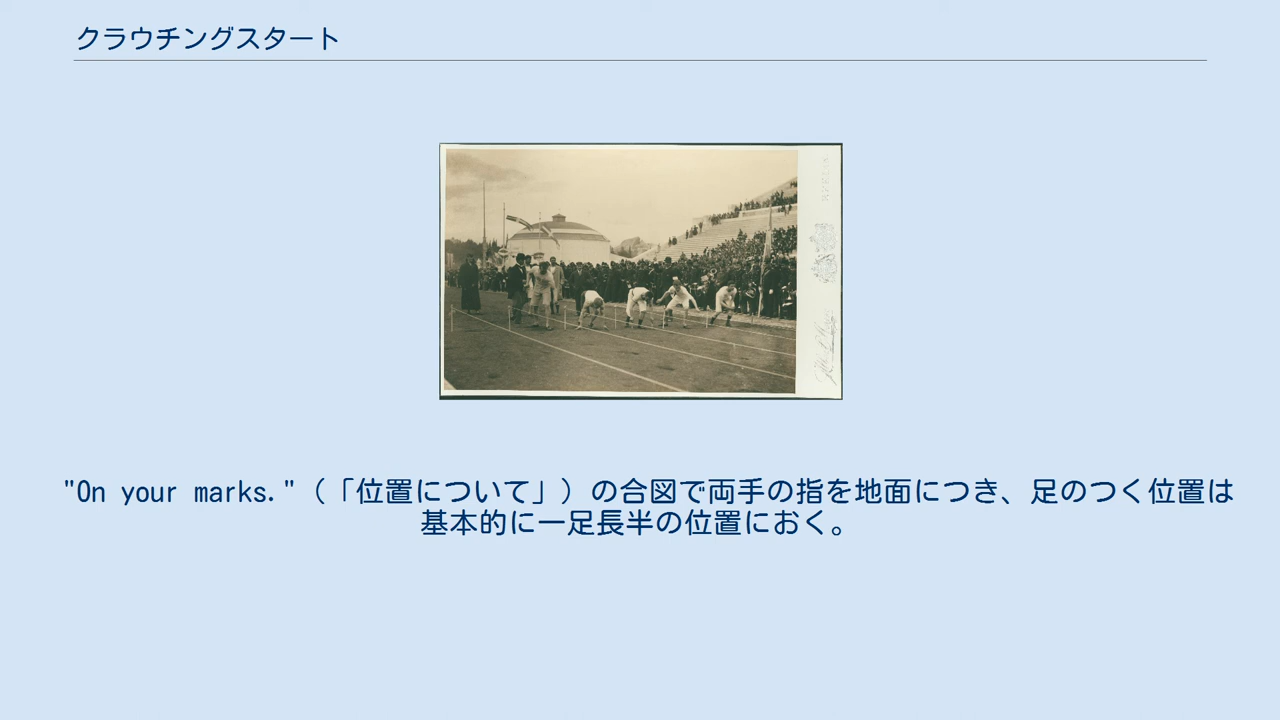 クラウチングスタート
"On your marks."（「位置について」）の合図で両手の指を地面につき、足のつく位置は
基本的に一足長半の位置におく。